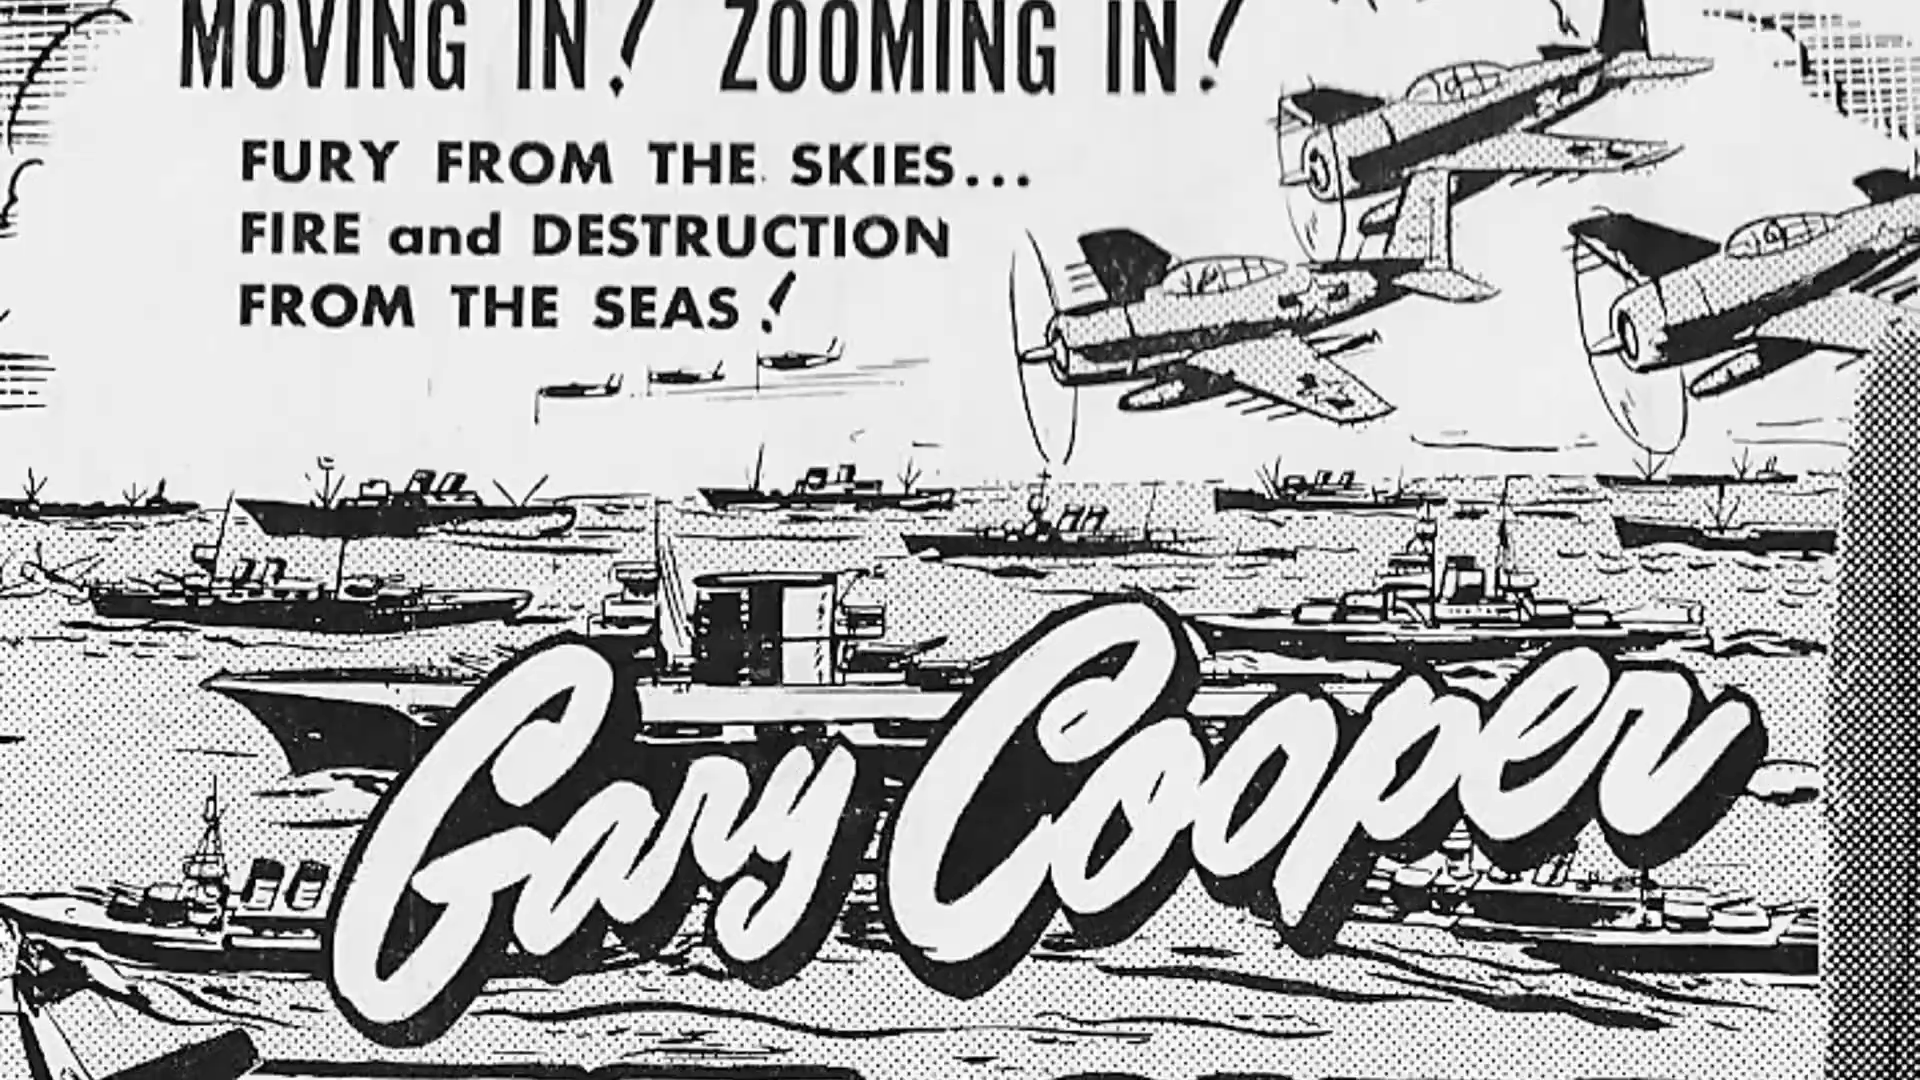 MOVING IN! ZOOMING IN!
FURY FROM THE SKIES...
FIRE and DESTRUCTION
FROM THE SEAS!
Gary Cooper